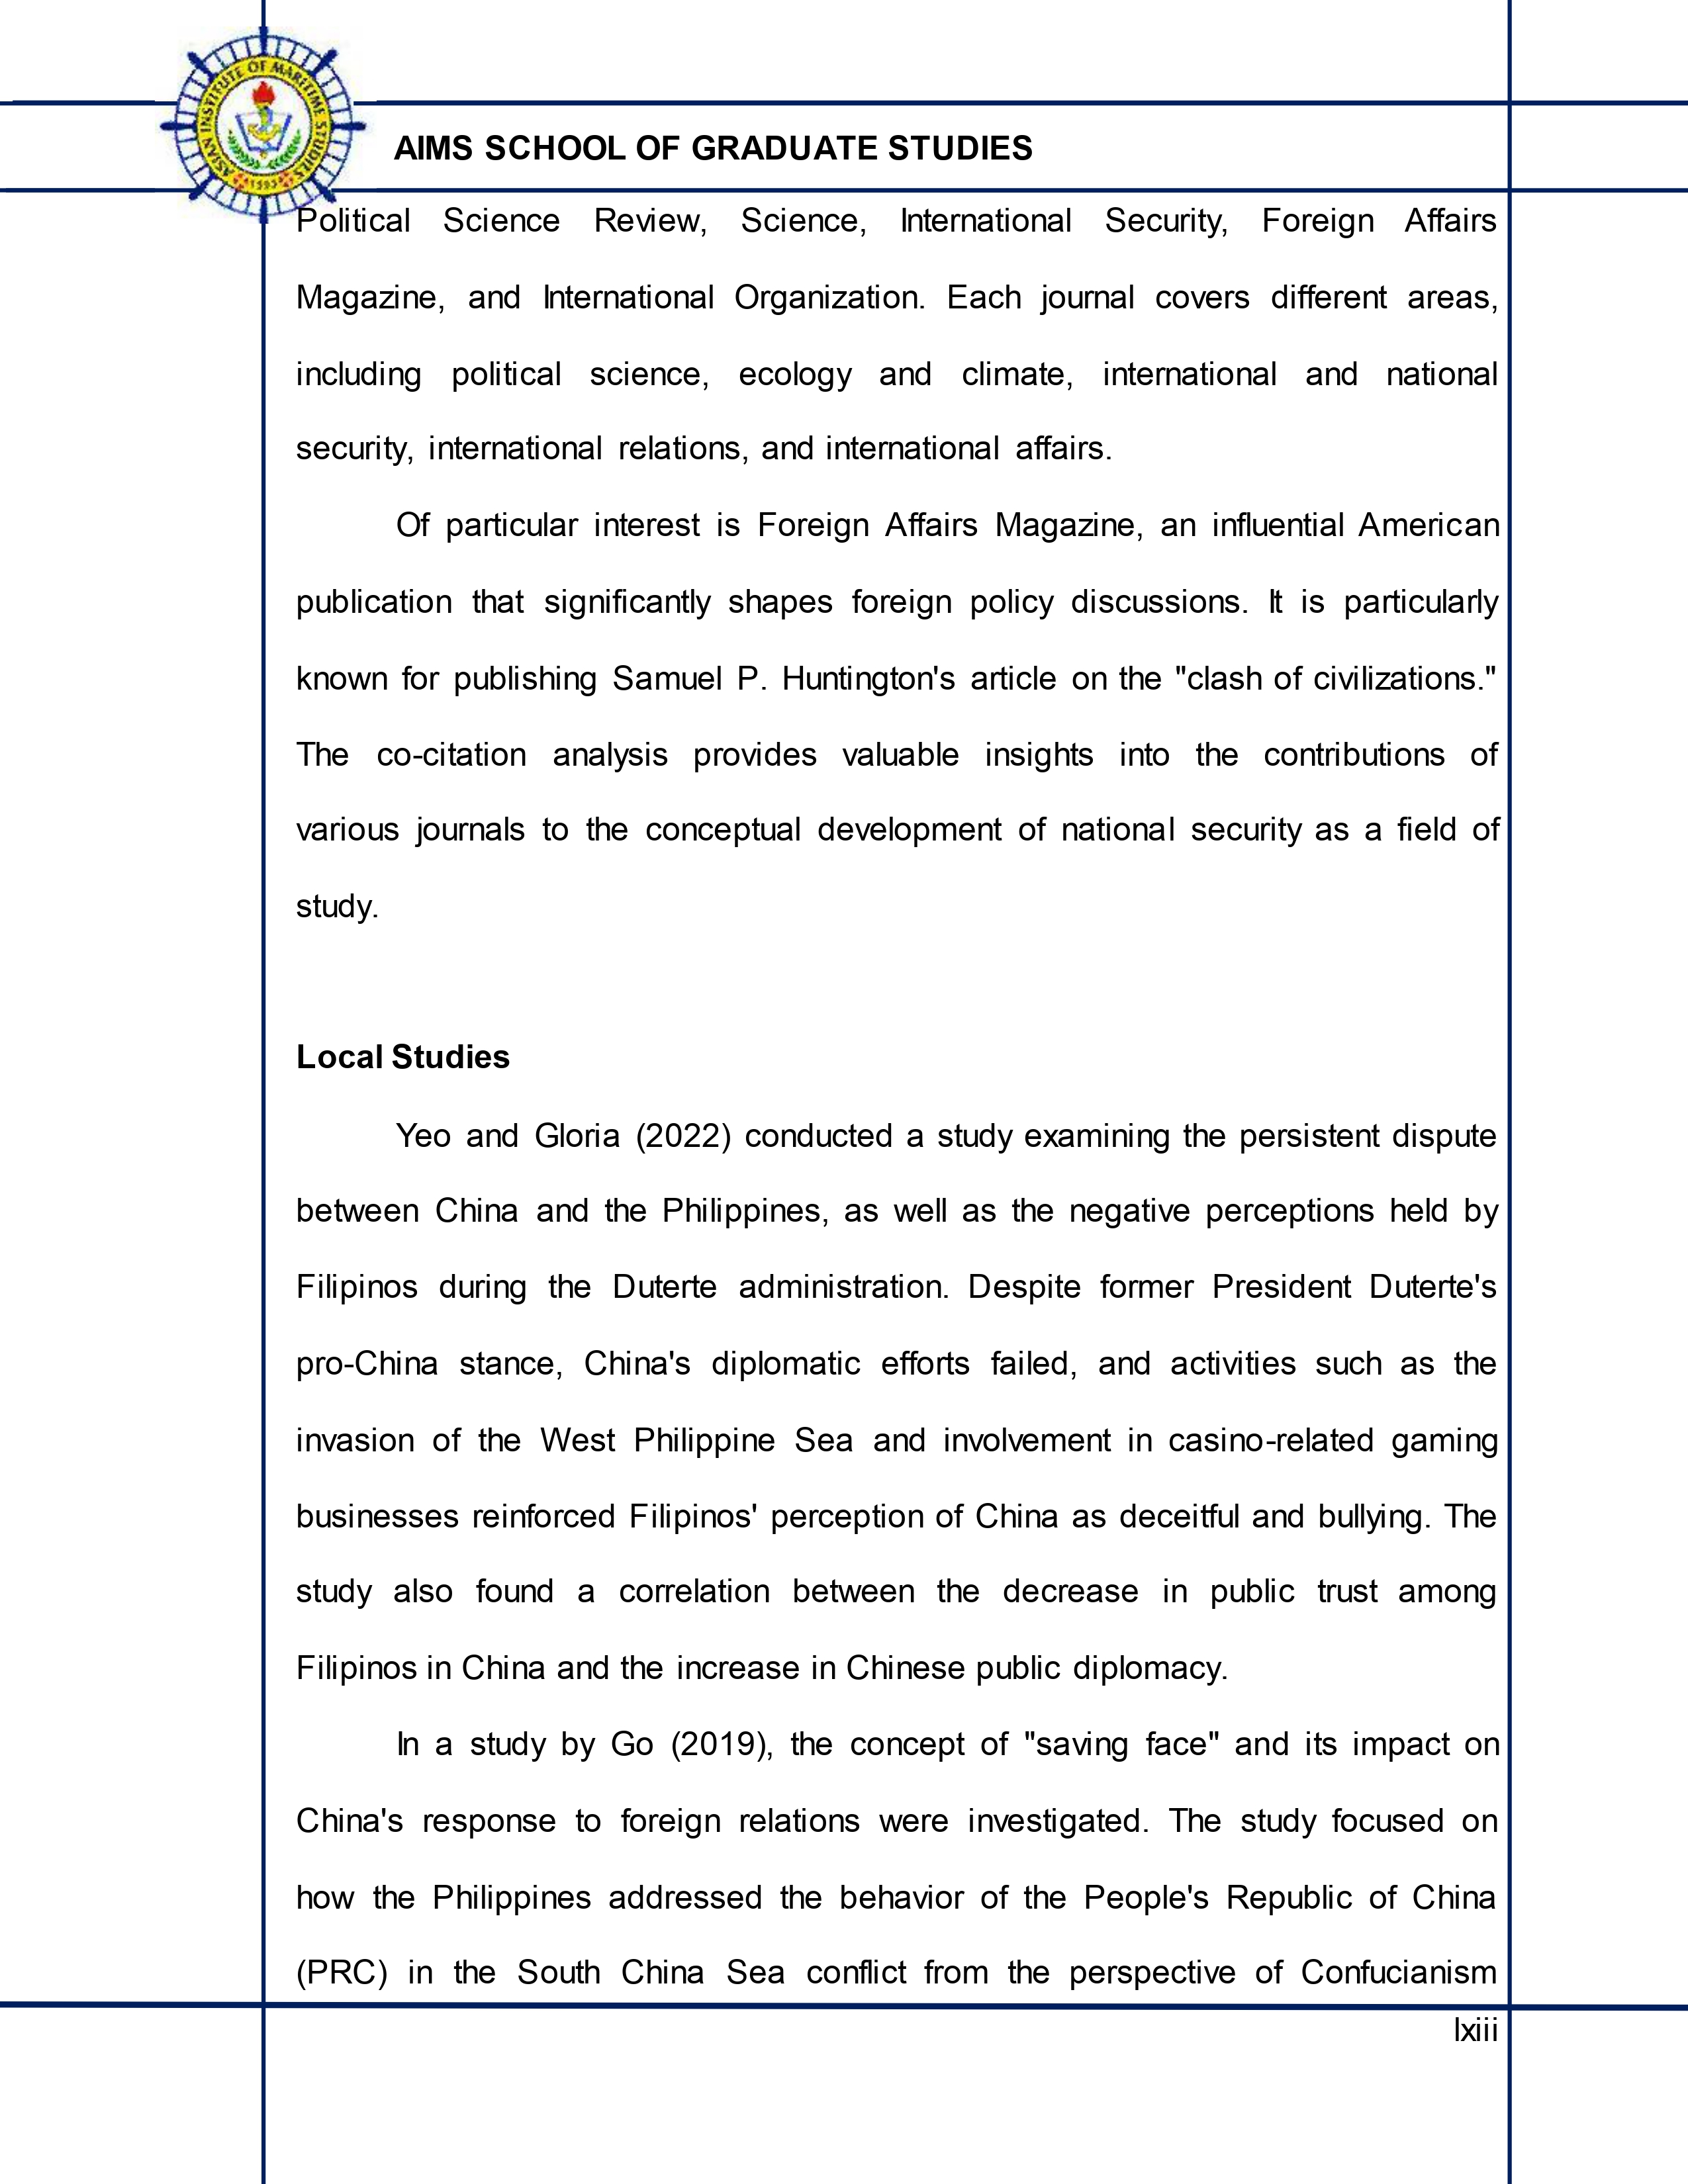 ASIAN INSTITUTE OF MARITIME STUDIES
1993
AIMS SCHOOL OF GRADUATE STUDIES
Political Science Review, Science, International Security, Foreign Affairs
Magazine, and International Organization. Each journal covers different areas,
including political science, ecology and climate, international and national
security, international relations, and international affairs.
Of particular interest is Foreign Affairs Magazine, an influential American
publication that significantly shapes foreign policy discussions. It is particularly
known for publishing Samuel P. Huntington's article on the "clash of civilizations."
The co-citation analysis provides valuable insights into the contributions of
various journals to the conceptual development of national security as a field of
study.
Local Studies
Yeo and Gloria (2022) conducted a study examining the persistent dispute
between China and the Philippines, as well as the negative perceptions held by
Filipinos during the Duterte administration. Despite former President Duterte's
pro-China stance, China's diplomatic efforts failed, and activities such as the
invasion of the West Philippine Sea and involvement in casino-related gaming
businesses reinforced Filipinos' perception of China as deceitful and bullying. The
study also found a correlation between the decrease in public trust among
Filipinos in China and the increase in Chinese public diplomacy.
In a study by Go (2019), the concept of "saving face" and its impact on
China's response to foreign relations were investigated. The study focused on
how the Philippines addressed the behavior of the People's Republic of China
(PRC) in the South China Sea conflict from the perspective of Confucianism
lxiii